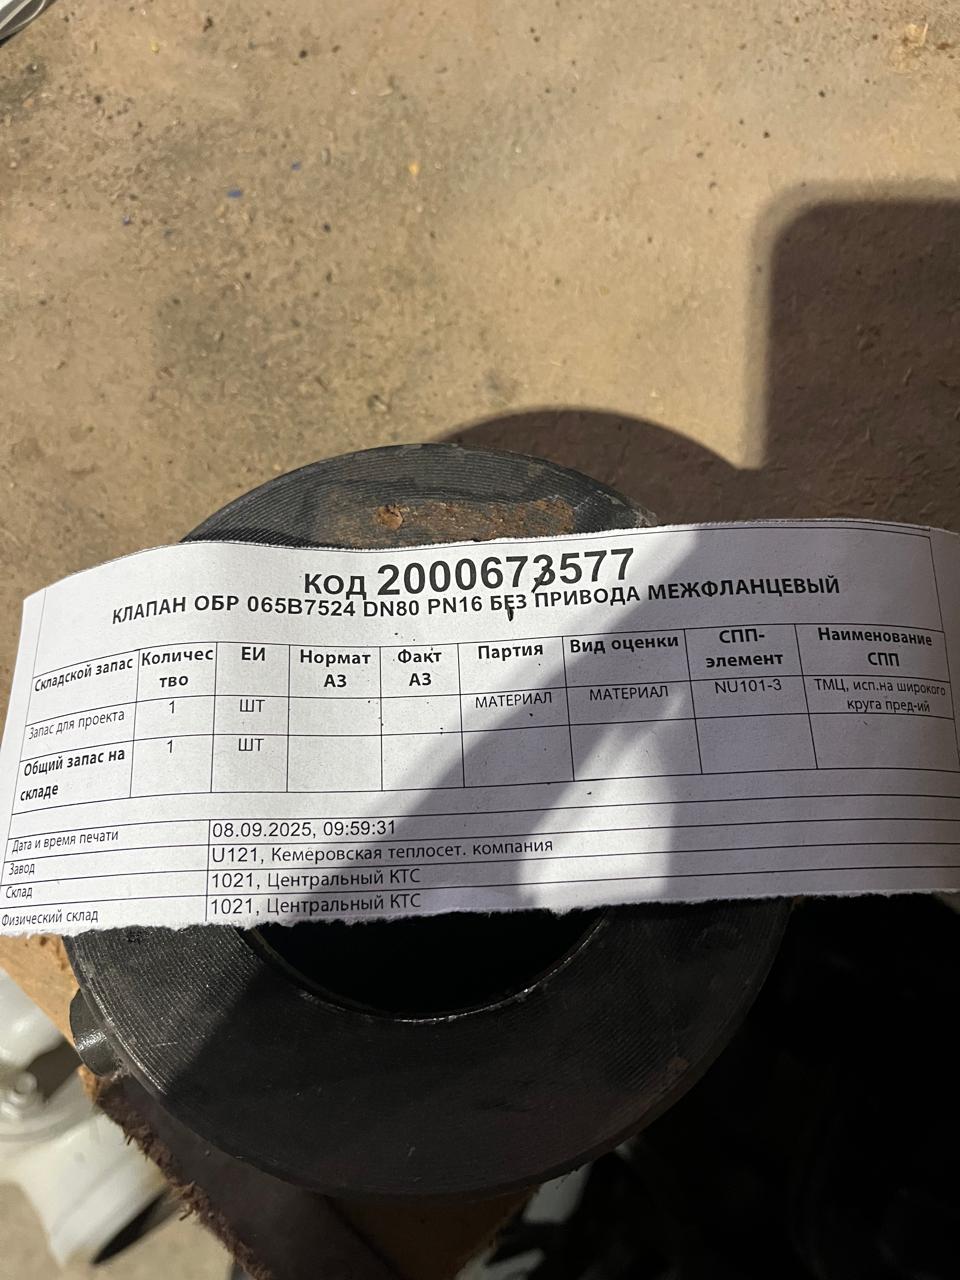 КОД 2000673577
КЛАПАН ОБР 065B7524 DN80 PN16 БЕЗ ПРИВОДА МЕЖФЛАНЦЕВЫЙ
Складской запас Количес тво ЕИ Нормат АЗ Факт АЗ Партия Вид оценки СПП- элемент Наименование СПП
Запас для проекта 1 ШТ МАТЕРИАЛ МАТЕРИАЛ NU101-3 ТМЦ, исп.на широкого круга пред-ий
Общий запас на складе 1 ШТ
Дата и время печати 08.09.2025, 09:59:31
Завод U121, Кемеровская теплосет. компания
Склад 1021, Центральный КТС
Физический склад 1021, Центральный КТС